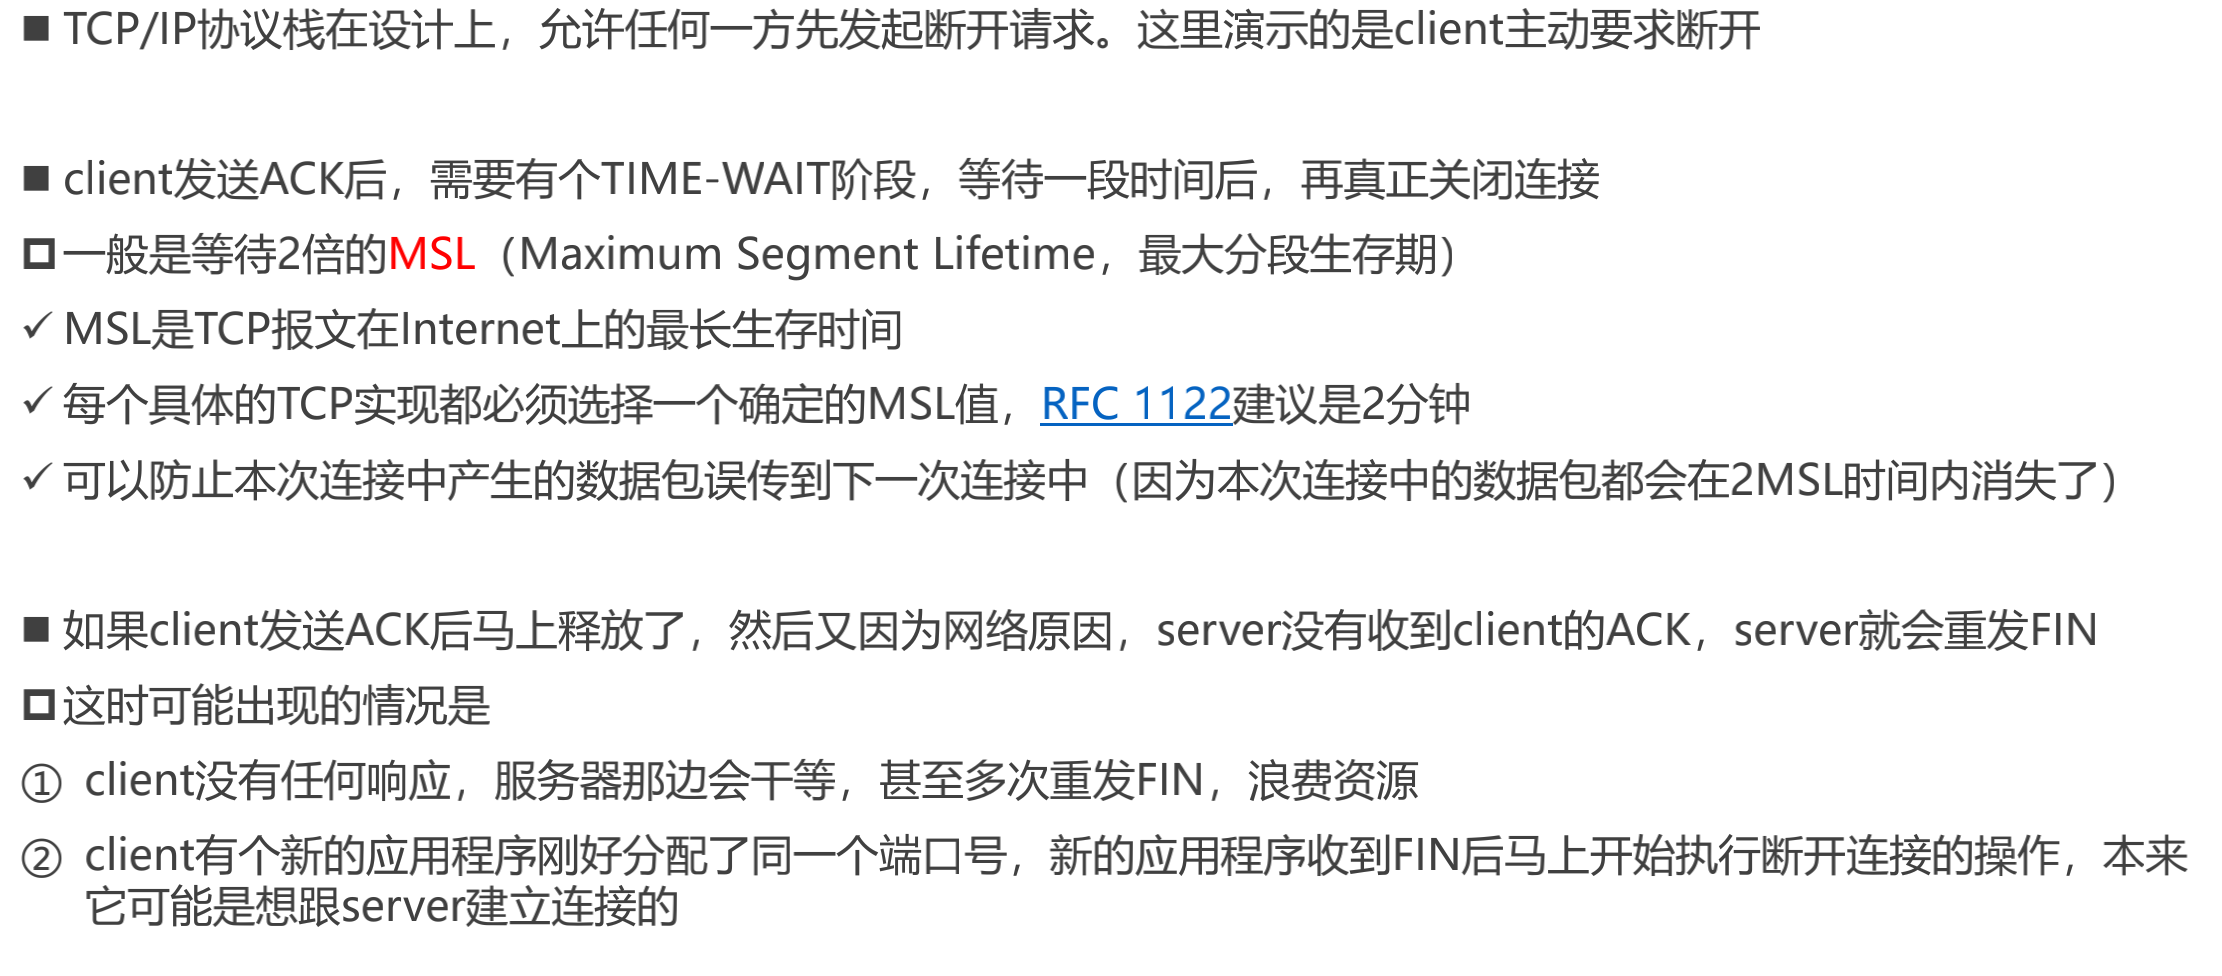 ■ TCP/IP协议栈在设计上，允许任何一方先发起断开请求。这里演示的是client主动要求断开
■ client发送ACK后，需要有个TIME-WAIT阶段，等待一段时间后，再真正关闭连接
◘ 一般是等待2倍的MSL（Maximum Segment Lifetime，最大分段生存期）
✓ MSL是TCP报文在Internet上的最长生存时间
✓ 每个具体的TCP实现都必须选择一个确定的MSL值，RFC 1122建议是2分钟
✓ 可以防止本次连接中产生的数据包误传到下一次连接中（因为本次连接中的数据包都会在2MSL时间内消失了）
■ 如果client发送ACK后马上释放了，然后又因为网络原因，server没有收到client的ACK，server就会重发FIN
◘ 这时可能出现的情况是
① client没有任何响应，服务器那边会干等，甚至多次重发FIN，浪费资源
② client有个新的应用程序刚好分配了同一个端口号，新的应用程序收到FIN后马上开始执行断开连接的操作，本来
它可能是想跟server建立连接的